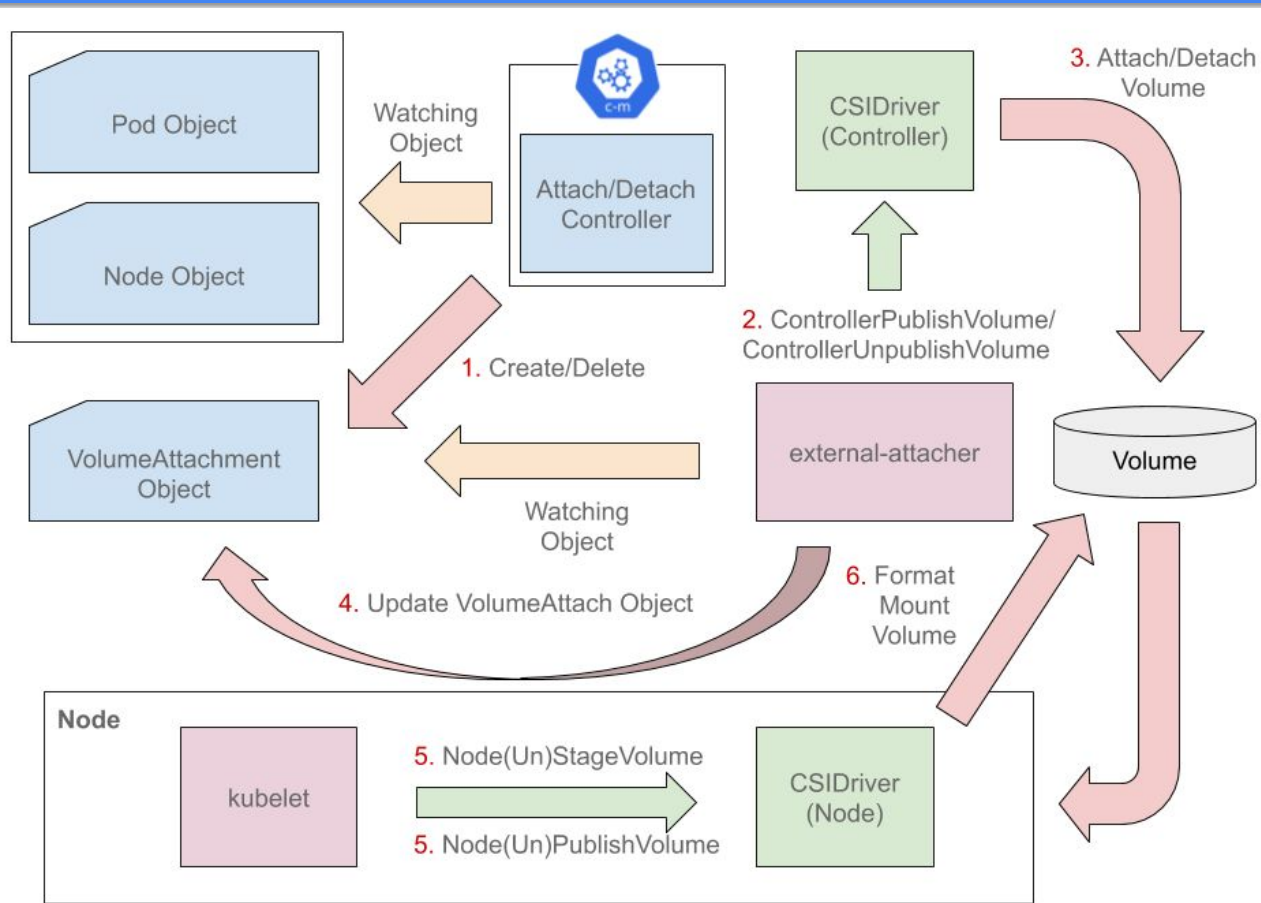 Pod Object
Node Object
Watching
Object
c-m
Attach/Detach
Controller
CSIDriver
(Controller)
3. Attach/Detach
Volume
2. ControllerPublishVolume/
ControllerUnpublishVolume
1. Create/Delete
VolumeAttachment
Object
Watching
Object
external-attacher
Volume
4. Update VolumeAttach Object
6. Format
Mount
Volume
Node
kubelet
5. Node(Un)StageVolume
5. Node(Un)PublishVolume
CSIDriver
(Node)